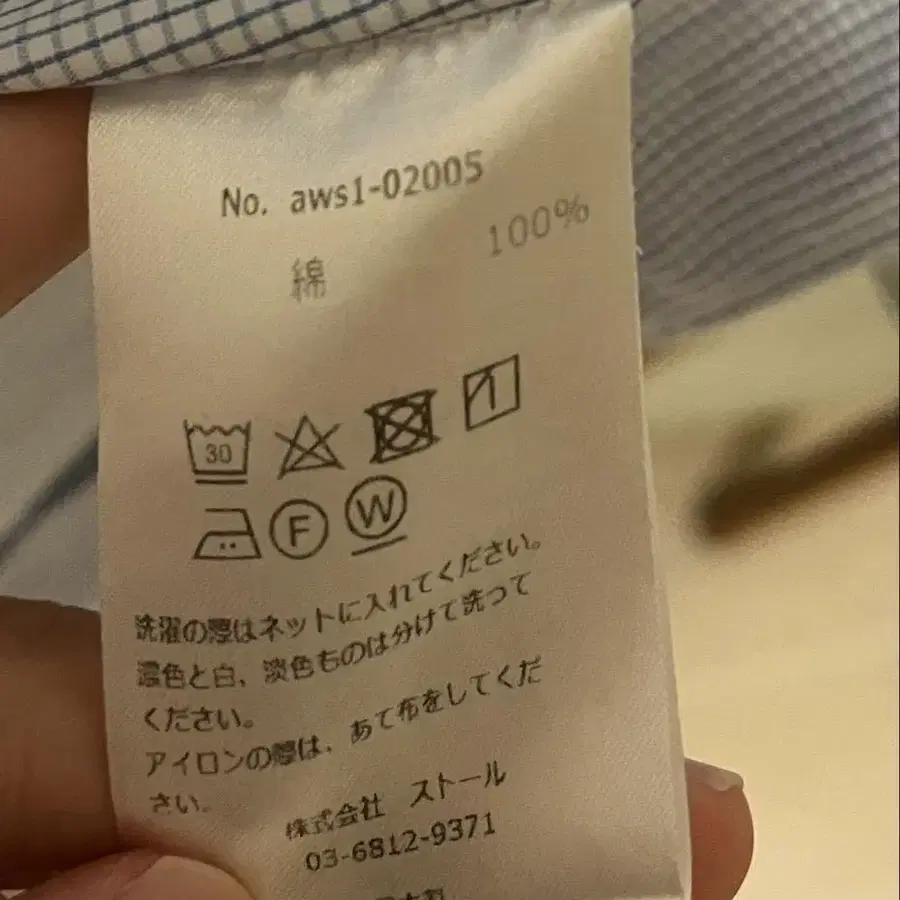 No. aws1-02005
綿 100%
30
F W
洗濯の際はネットに入れてください。
濃色と白、淡色ものは分けて洗って
ください。
アイロンの際は、あて布をしてくだ
さい。
株式会社 ストール
03-6812-9371